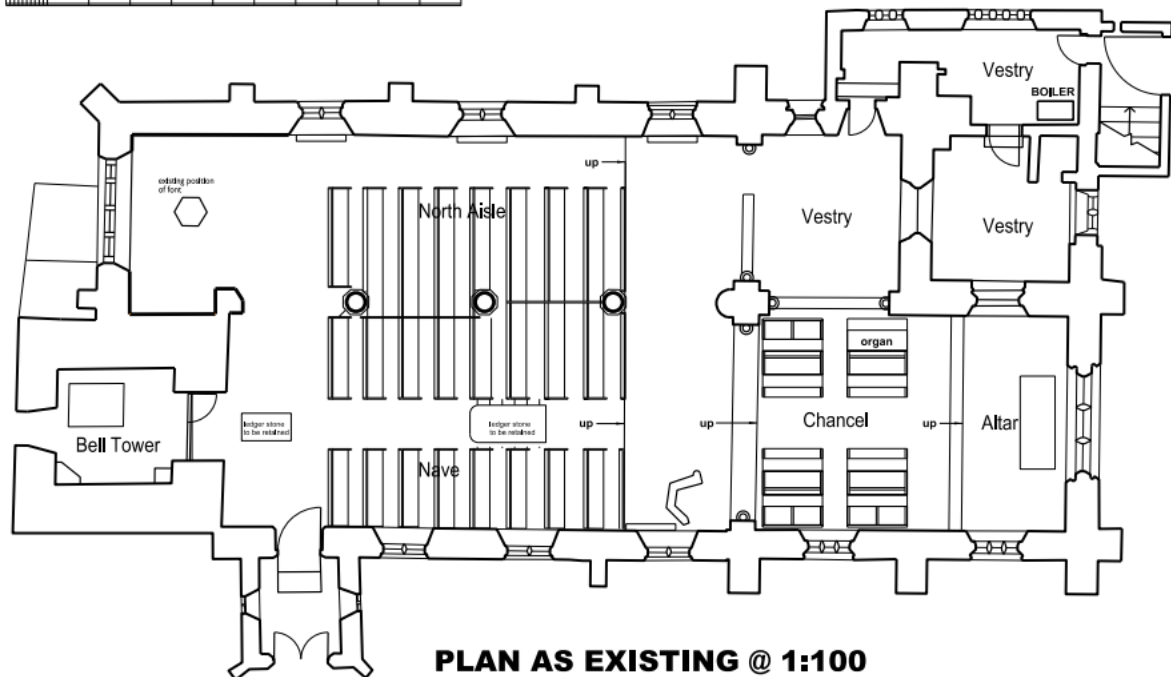 Vestry
BOILER
up
existing position
of font
North Aisle
Vestry
Vestry
organ
Bell Tower
ledger stone
to be retained
ledger stone
to be retained
up
up
Chancel
up
Altar
Nave
PLAN AS EXISTING @ 1:100